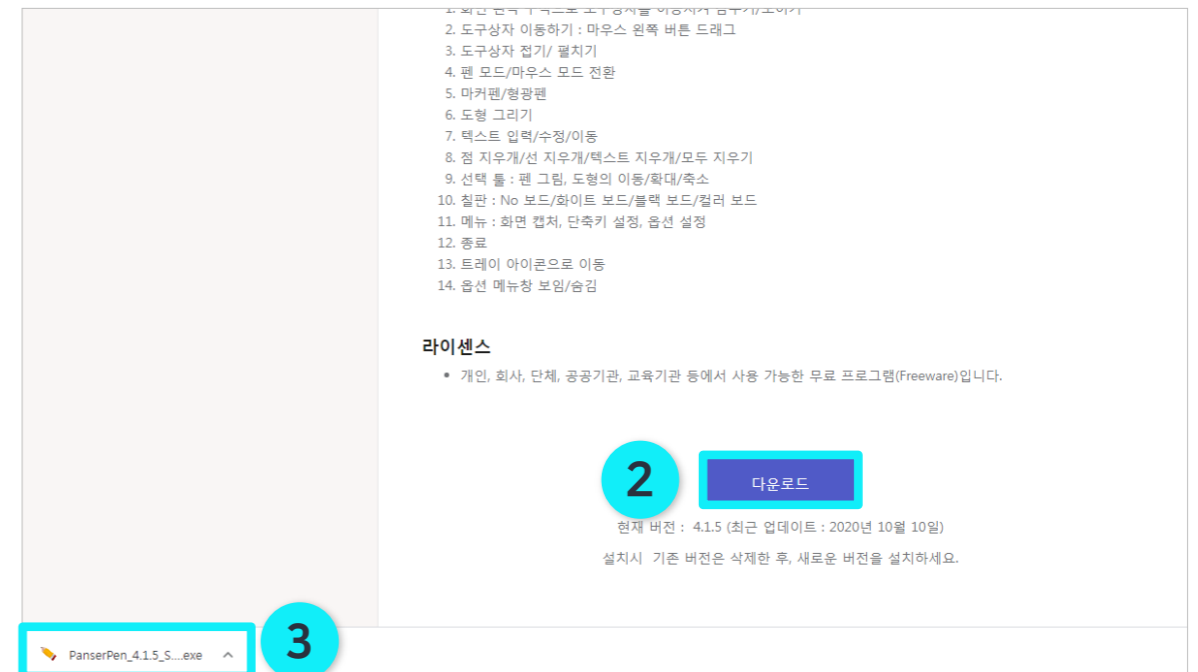 2. 도구상자 이동하기 : 마우스 왼쪽 버튼 드래그
3. 도구상자 접기/ 펼치기
4. 펜 모드/마우스 모드 전환
5. 마커펜/형광펜
6. 도형 그리기
7. 텍스트 입력/수정/이동
8. 점 지우개/선 지우개/텍스트 지우개/모두 지우기
9. 선택 툴 : 펜 그림, 도형의 이동/확대/축소
10. 칠판 : No 보드/화이트 보드/블랙 보드/컬러 보드
11. 메뉴 : 화면 캡처, 단축키 설정, 옵션 설정
12. 종료
13. 트레이 아이콘으로 이동
14. 옵션 메뉴창 보임/숨김
라이센스
• 개인, 회사, 단체, 공공기관, 교육기관 등에서 사용 가능한 무료 프로그램(Freeware)입니다.
2
다운로드
현재 버전 : 4.1.5 (최근 업데이트 : 2020년 10월 10일)
설치시 기존 버전은 삭제한 후, 새로운 버전을 설치하세요.
PanserPen_4.1.5_S....exe
3